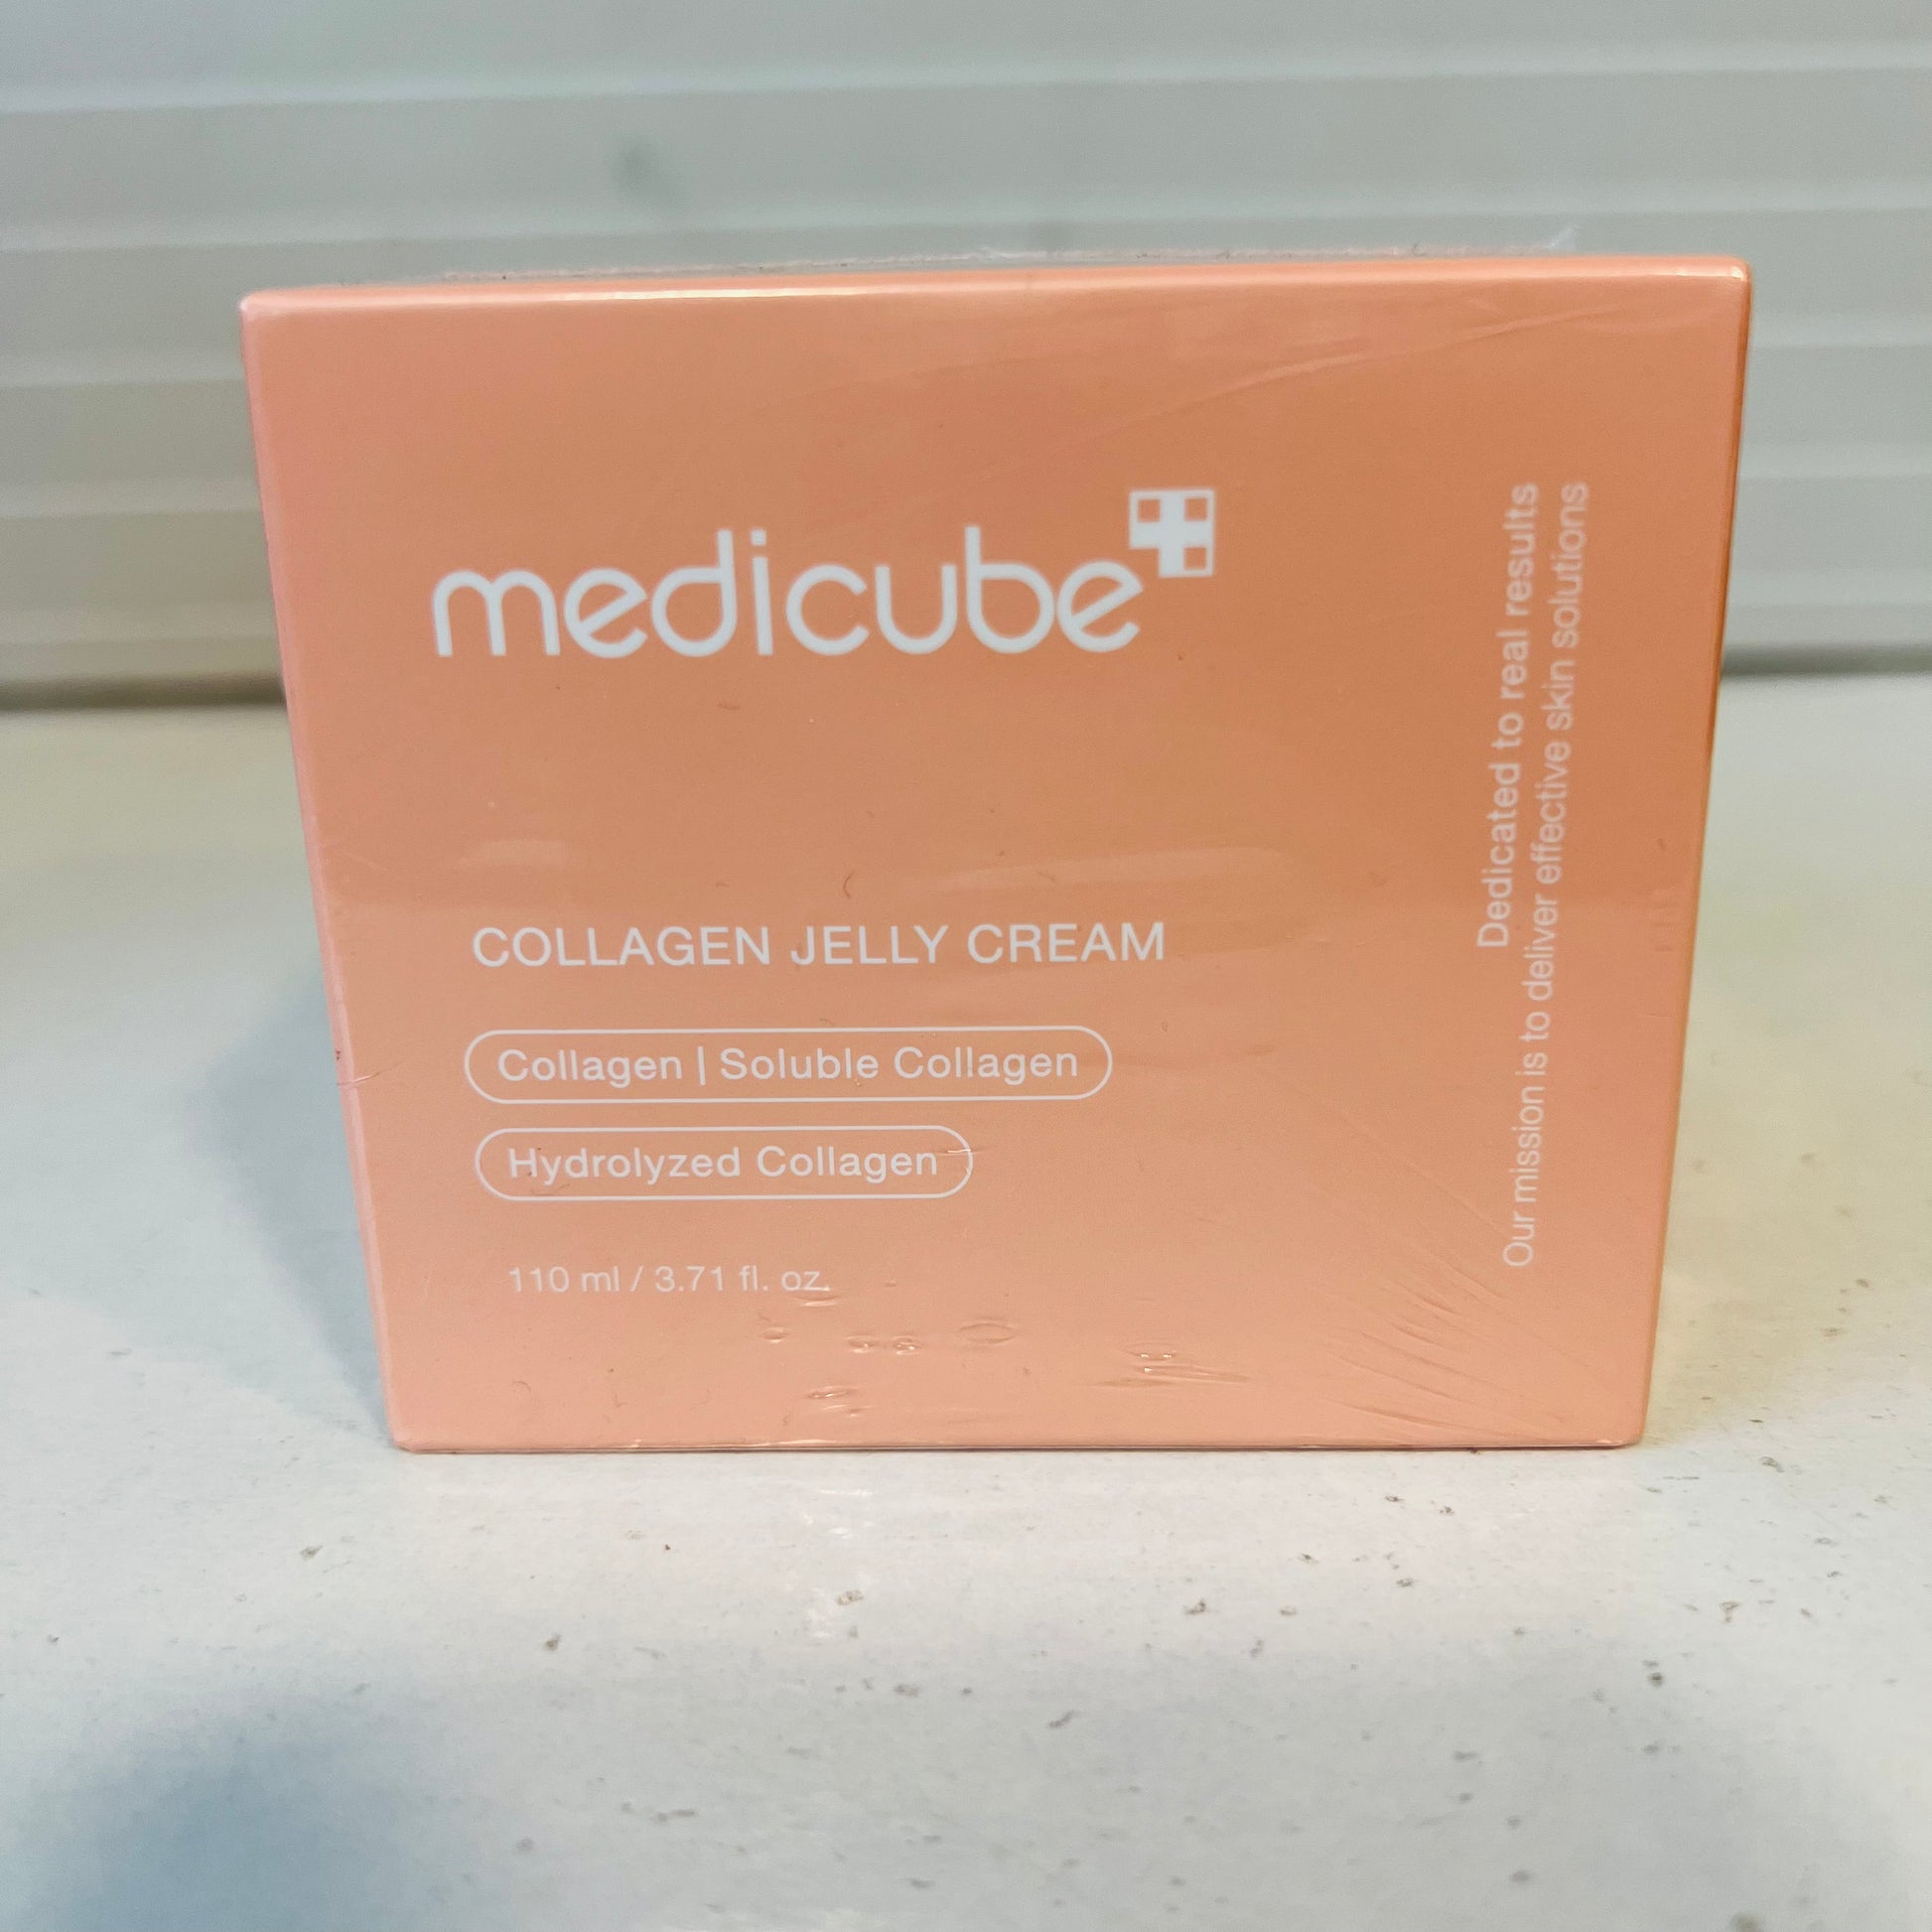 medicube
COLLAGEN JELLY CREAM
Collagen | Soluble Collagen
Hydrolyzed Collagen
110 ml / 3.71 fl. oz.
Dedicated to real results
Our mission is to deliver effective skin solutions